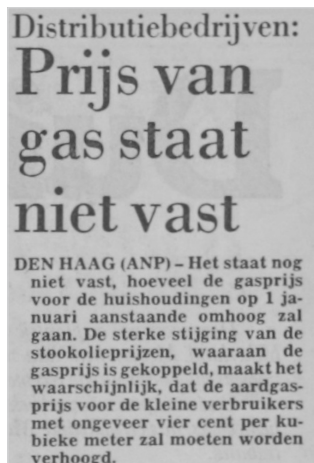 Distributiebedrijven:
Prijs van
gas staat
niet vast
DEN HAAG (ANP) – Het staat nog
niet vast, hoeveel de gasprijs
voor de huishoudingen op 1 ja-
nuari aanstaande omhoog zal
gaan. De sterke stijging van de
stookolieprijzen, waaraan de
gasprijs is gekoppeld, maakt het
waarschijnlijk, dat de aardgas-
prijs voor de kleine verbruikers
met ongeveer vier cent per ku-
bieke meter zal moeten worden
verhoogd.